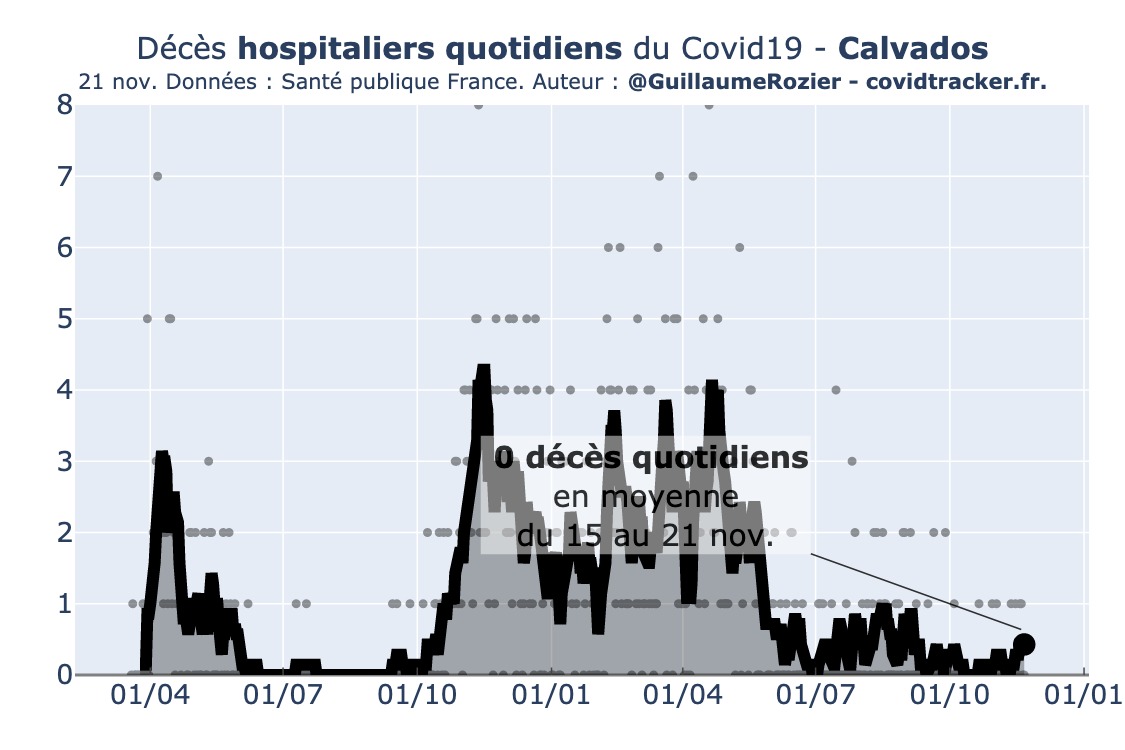 Décès hospitaliers quotidiens du Covid19 - Calvados
21 nov. Données : Santé publique France. Auteur : @GuillaumeRozier - covidtracker.fr.
8
7
6
5
4
3
2
1
0
0 décès quotidiens
en moyenne
du 15 au 21 nov.
01/04 01/07 01/10 01/01 01/04 01/07 01/10 01/01